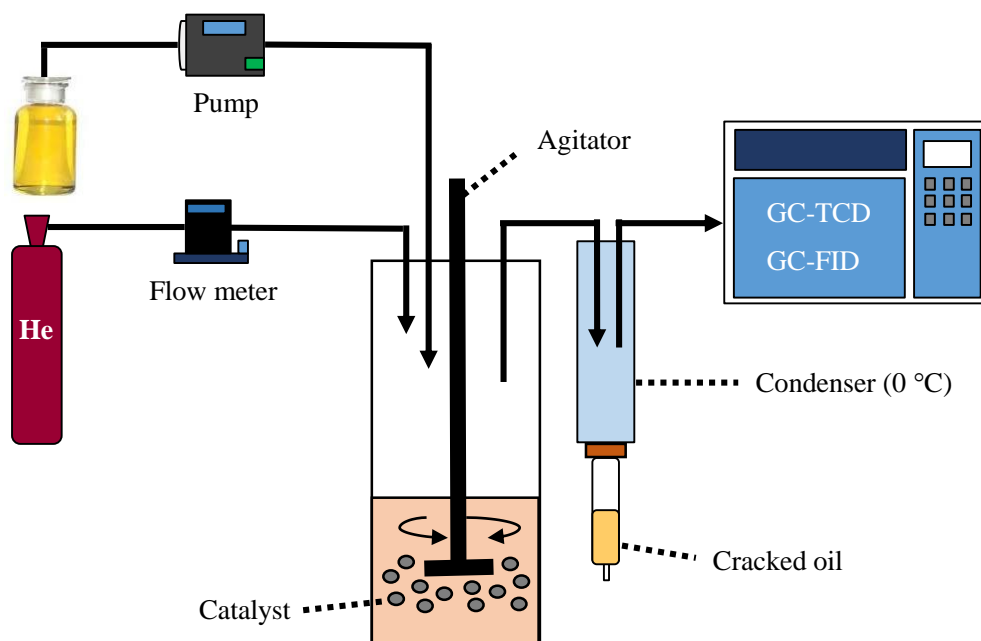 Pump
Agitator
GC-TCD
GC-FID
Flow meter
He
Condenser (0 °C)
Cracked oil
Catalyst